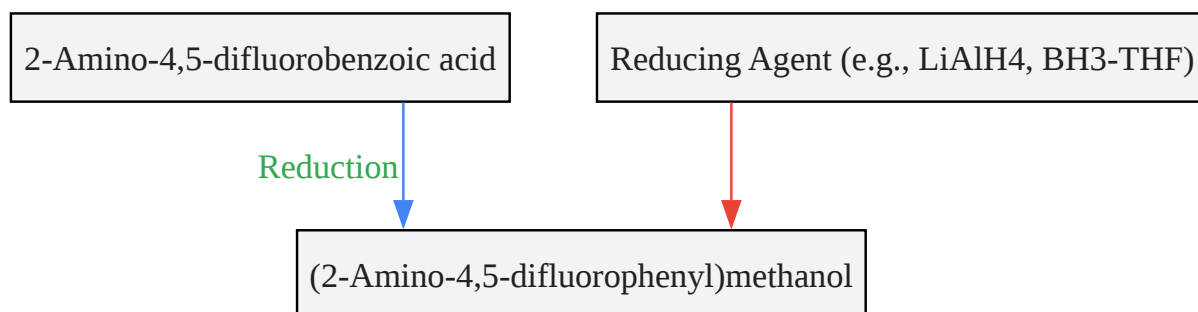 2-Amino-4,5-difluorobenzoic acid
Reducing Agent (e.g., LiAlH4, BH3-THF)
Reduction
(2-Amino-4,5-difluorophenyl)methanol